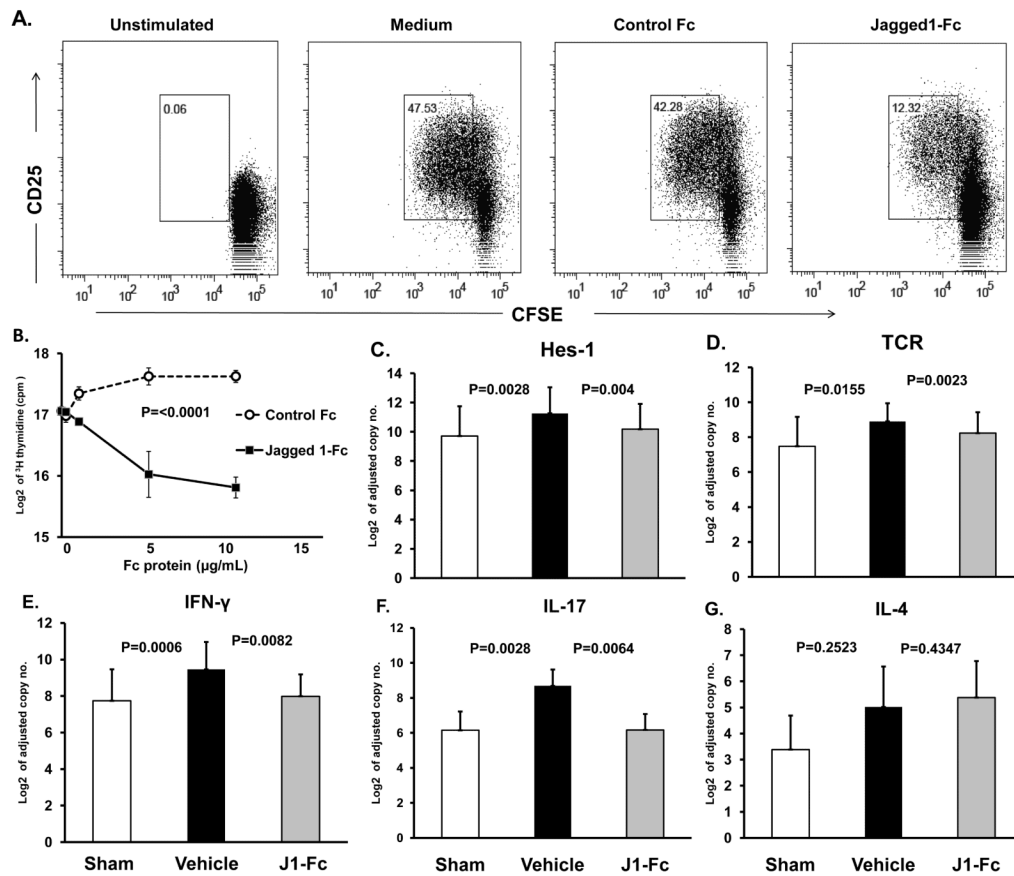 A.
Unstimulated Medium Control Fc Jagged1-Fc
0.06 47.53 42.28 12.32
CD25
10¹ 10² 10³ 10⁴ 10⁵ 10¹ 10² 10³ 10⁴ 10⁵ 10¹ 10² 10³ 10⁴ 10⁵ 10¹ 10² 10³ 10⁴ 10⁵
CFSE
B.
18
17
16
15
Log2 of ³H thymidine (cpm)
P=<0.0001
Control Fc
Jagged 1-Fc
0 5 10 15
Fc protein (µg/mL)
C.
Hes-1
P=0.0028 P=0.004
14
12
10
8
6
4
2
0
Log2 of adjusted copy no.
D.
TCR
P=0.0155 P=0.0023
12
10
8
6
4
2
0
Log2 of adjusted copy no.
E.
IFN-γ
P=0.0006 P=0.0082
12
10
8
6
4
2
0
Log2 of adjusted copy no.
Sham Vehicle J1-Fc
F.
IL-17
P=0.0028 P=0.0064
12
10
8
6
4
2
0
Log2 of adjusted copy no.
Sham Vehicle J1-Fc
G.
IL-4
P=0.2523 P=0.4347
8
7
6
5
4
3
2
1
0
Log2 of adjusted copy no.
Sham Vehicle J1-Fc